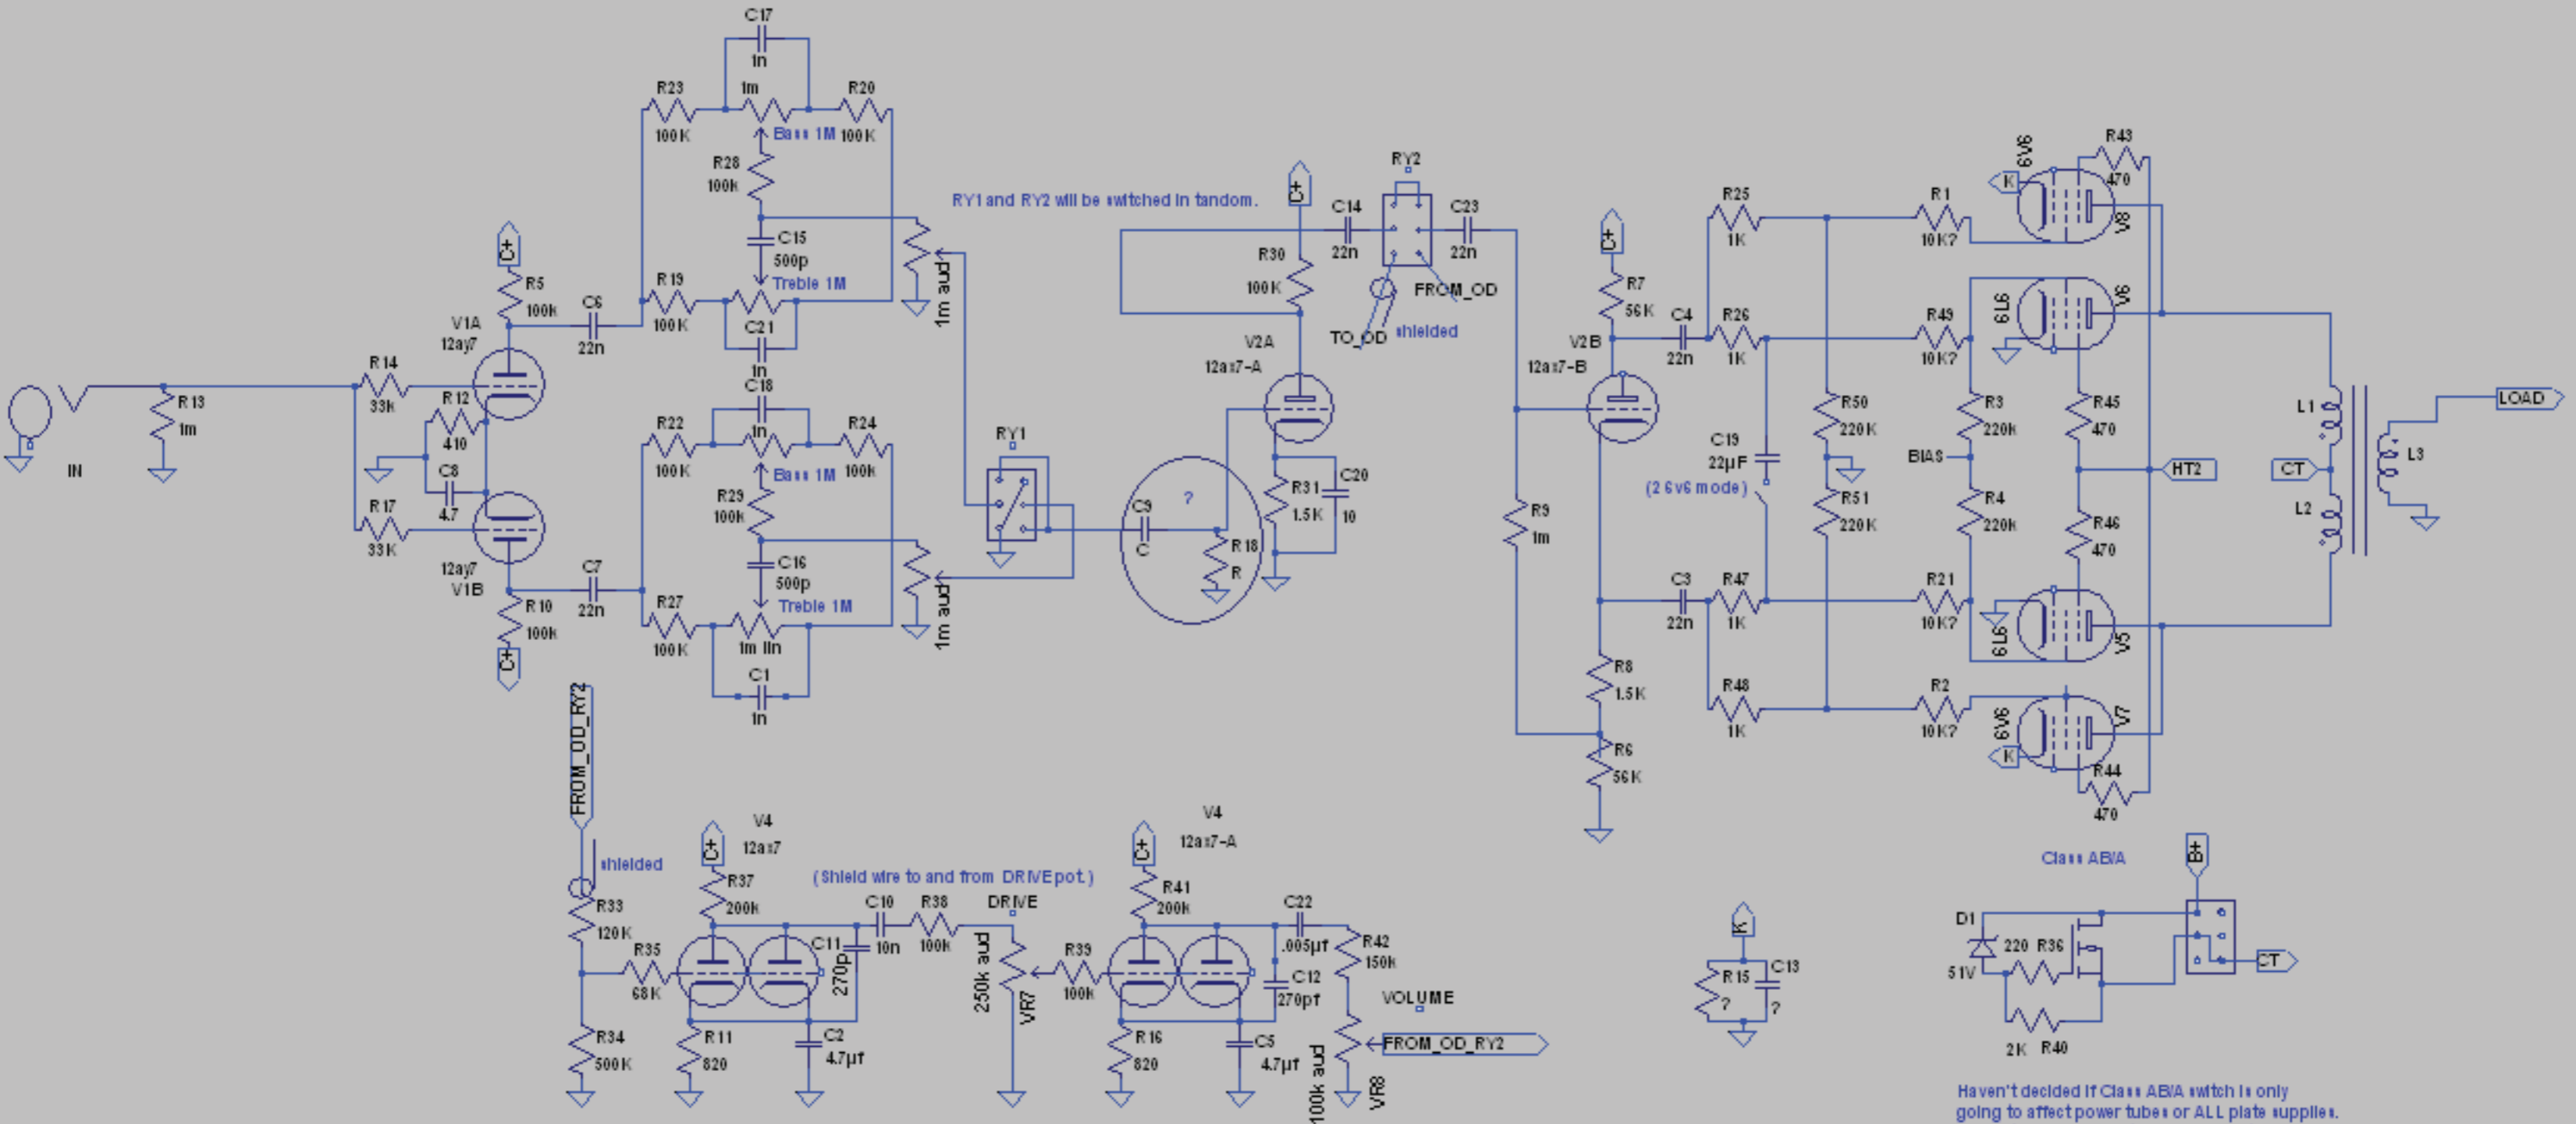 C17
1n
R23
100K
1m
Bass 1M
R20
100K
R28
100k
C15
500p
Treble 1M
R19
100K
C21
1n
1m aud
C+
R5
100k
V1A
12ay7
C6
22n
R14
33k
R12
410
R13
1m
IN
C8
4.7
R17
33K
12ay7
V1B
R10
100k
C+
C7
22n
C18
1n
R22
100K
R24
100K
Bass 1M
R29
100k
C16
500p
Treble 1M
R27
100K
1m lin
C1
1n
1m aud
RY1 and RY2 will be switched in tandom.
RY1
C9
C
?
R18
R
C+
R30
100K
V2A
12ax7-A
R31
1.5K
C20
10
C14
22n
RY2
C23
22n
FROM_OD
TO_OD
shielded
C+
R7
56K
V2B
12ax7-B
R9
1m
R8
1.5K
R6
56K
C4
22n
C3
22n
R25
1K
R26
1K
R47
1K
R48
1K
C19
22µF
(2 6v6 mode)
R50
220K
R51
220K
R1
10K?
R49
10K?
R3
220k
BIAS
R4
220k
R21
10K?
R2
10K?
6V6
K
V8
R43
470
6L6
V6
R45
470
HT2
R46
470
6L6
V5
6V6
K
V7
R44
470
L1
CT
L2
L3
LOAD
FROM_OD_RY2
shielded
R33
120K
R34
500K
R35
68K
C+
V4
12ax7
R37
200k
R11
820
C2
4.7µf
C11
270p
C10
10n
R38
100k
(Shield wire to and from DRIVE pot.)
DRIVE
250k aud
VR7
R39
100k
C+
V4
12ax7-A
R41
200k
R16
820
C5
4.7µf
C22
.005µf
C12
270pf
R42
150k
VOLUME
FROM_OD_RY2
100k aud
VR8
K
R15
?
C13
?
Class AB/A
B+
D1
51V
220 R36
2K R40
CT
Haven't decided if Class AB/A switch is only
going to affect power tubes or ALL plate supplies.